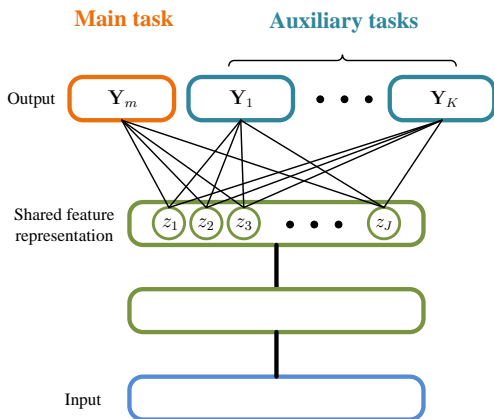 Main task
Auxiliary tasks
Output
Y_m
Y_1
• • •
Y_K
Shared feature
representation
z_1
z_2
z_3
• • •
z_J
Input